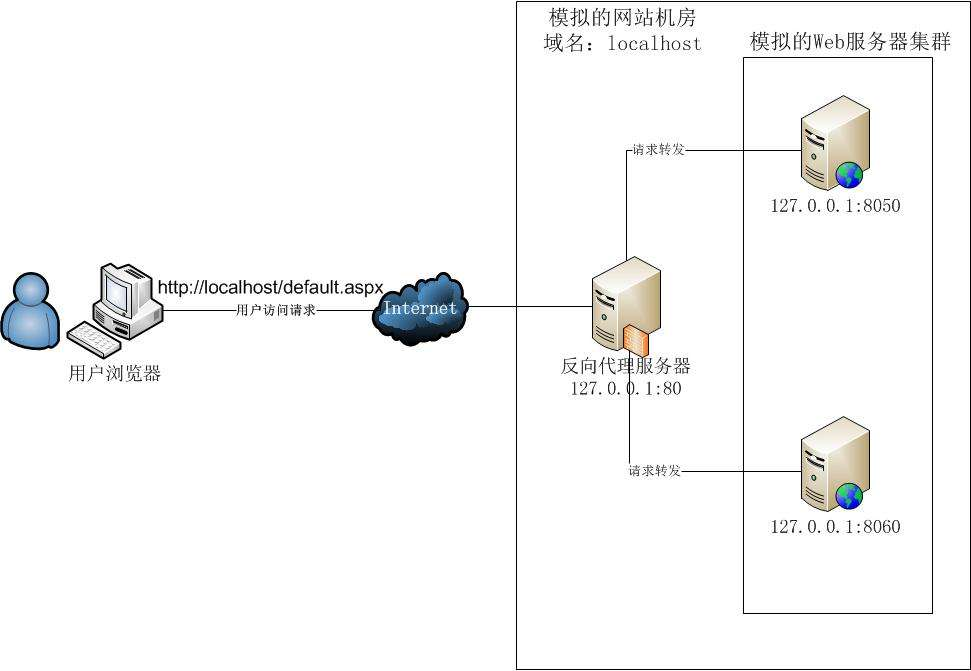 模拟的网站机房
域名：localhost
模拟的Web服务器集群
请求转发
127.0.0.1:8050
http://localhost/default.aspx
用户访问请求
Internet
用户浏览器
反向代理服务器
127.0.0.1:80
请求转发
127.0.0.1:8060